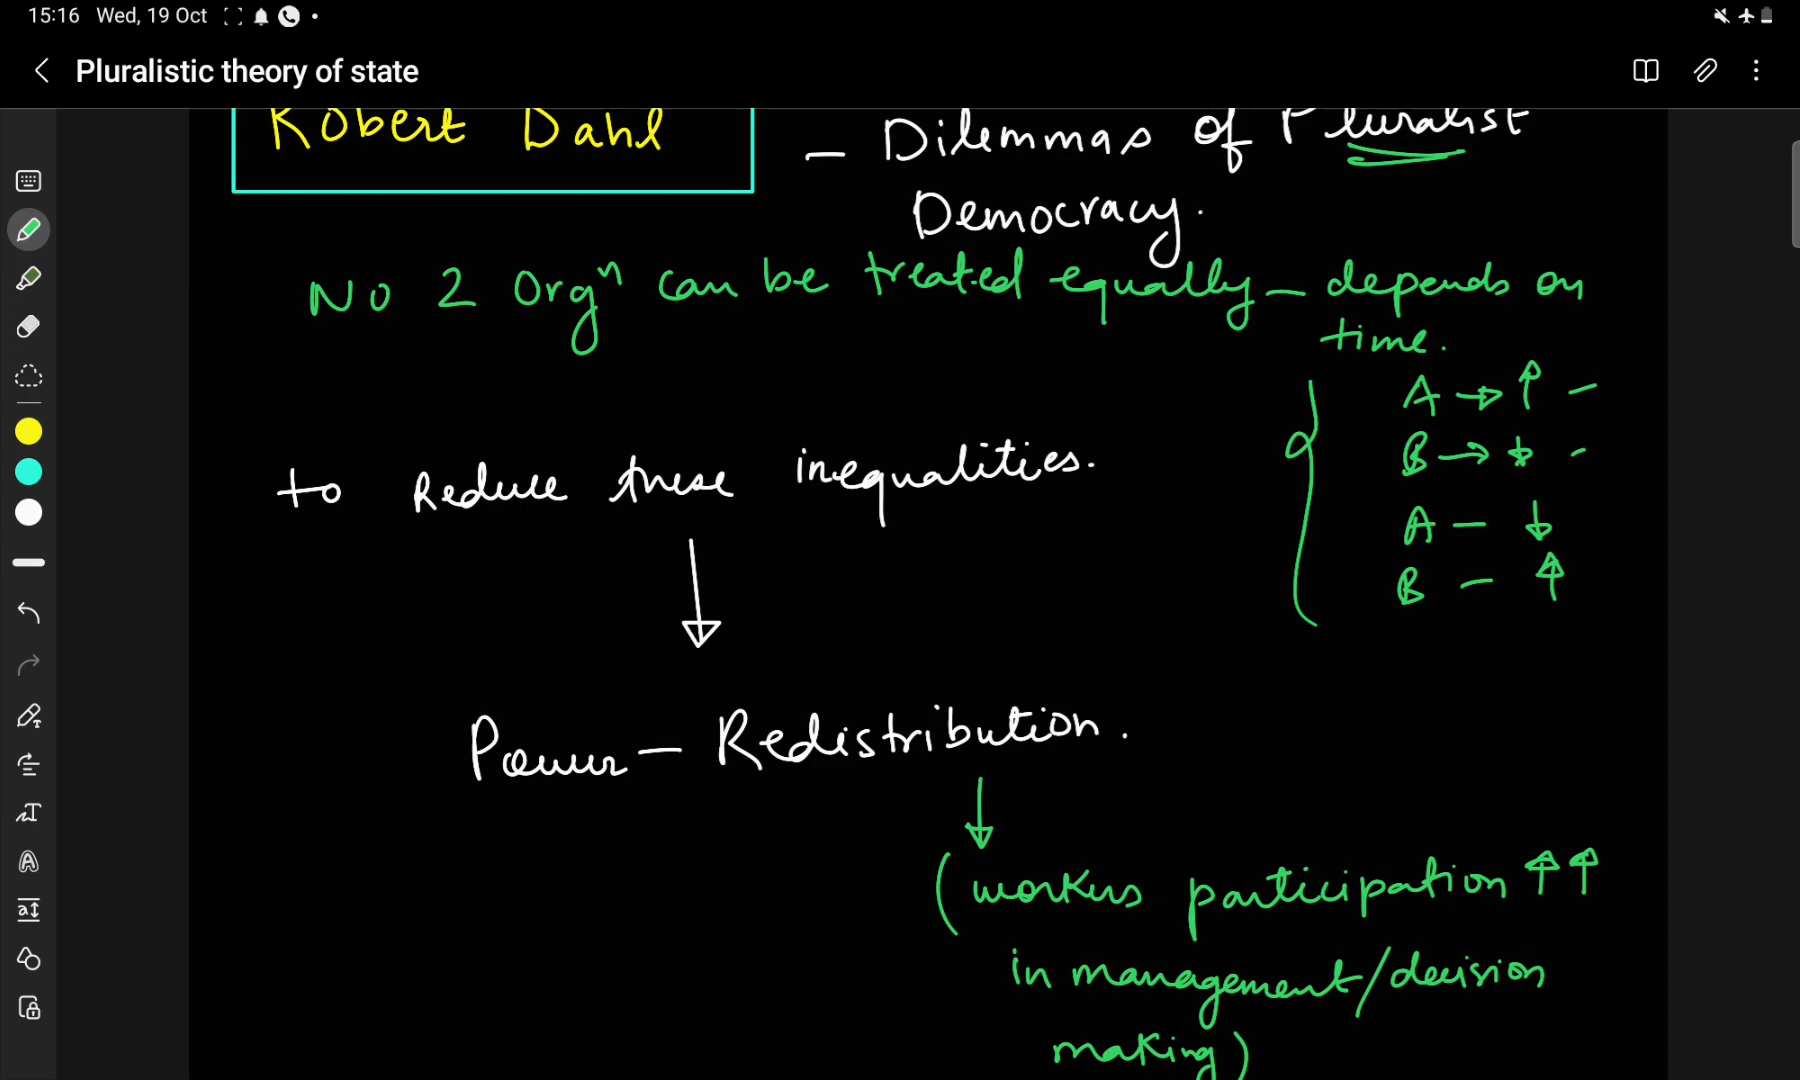 15:16 Wed, 19 Oct
Pluralistic theory of state
Robert Dahl
– Dilemmas of Pluralist
Democracy.
No 2 Orgⁿ can be treated equally – depends on
time.
A → ↑ –
B → ↓ –
A – ↓
B – ↑
to Reduce these inequalities.
↓
Power – Redistribution.
↓
(workers participation ↑↑
in management/decision
making)